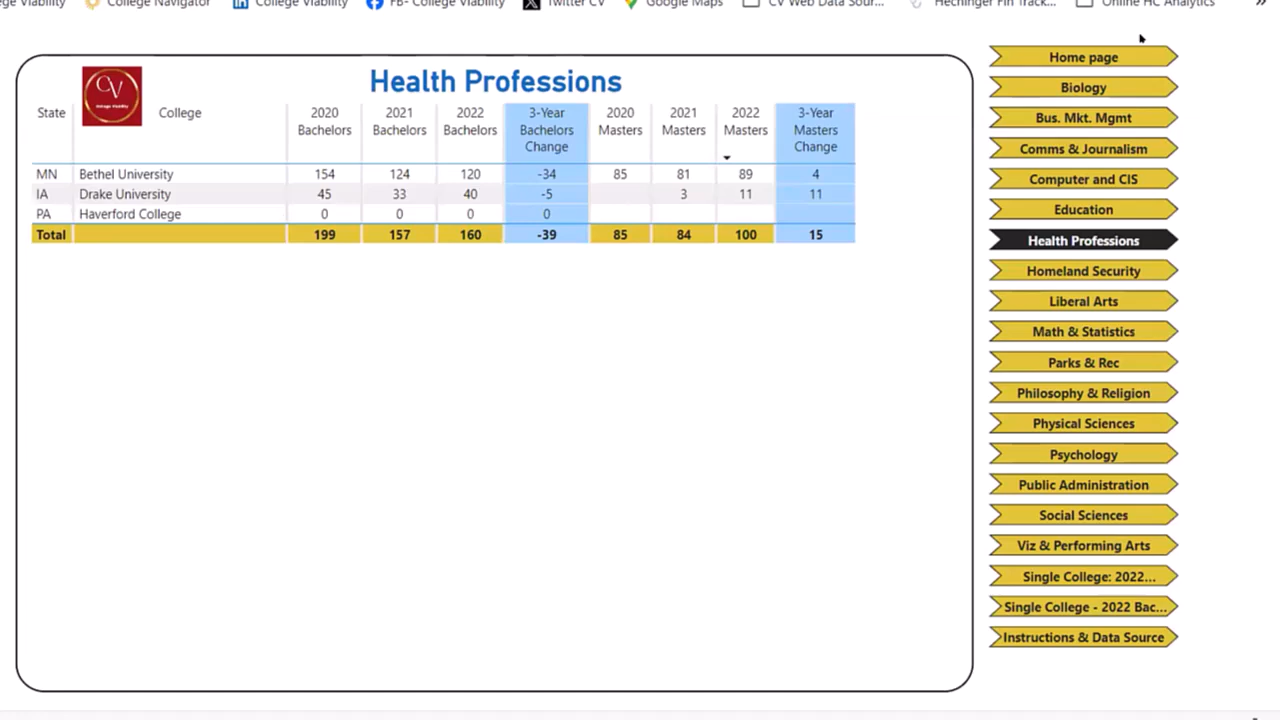 ege Viability College Navigator College Viability FB- College Viability Twitter CV Google Maps CV Web Data Sour... Hechinger Fin Track... Online HC Analytics »
CV
College Viability
Health Professions
State College 2020 Bachelors 2021 Bachelors 2022 Bachelors 3-Year Bachelors Change 2020 Masters 2021 Masters 2022 Masters 3-Year Masters Change
MN Bethel University 154 124 120 -34 85 81 89 4
IA Drake University 45 33 40 -5 3 11 11
PA Haverford College 0 0 0 0
Total 199 157 160 -39 85 84 100 15
Home page
Biology
Bus. Mkt. Mgmt
Comms & Journalism
Computer and CIS
Education
Health Professions
Homeland Security
Liberal Arts
Math & Statistics
Parks & Rec
Philosophy & Religion
Physical Sciences
Psychology
Public Administration
Social Sciences
Viz & Performing Arts
Single College: 2022...
Single College - 2022 Bac...
Instructions & Data Source